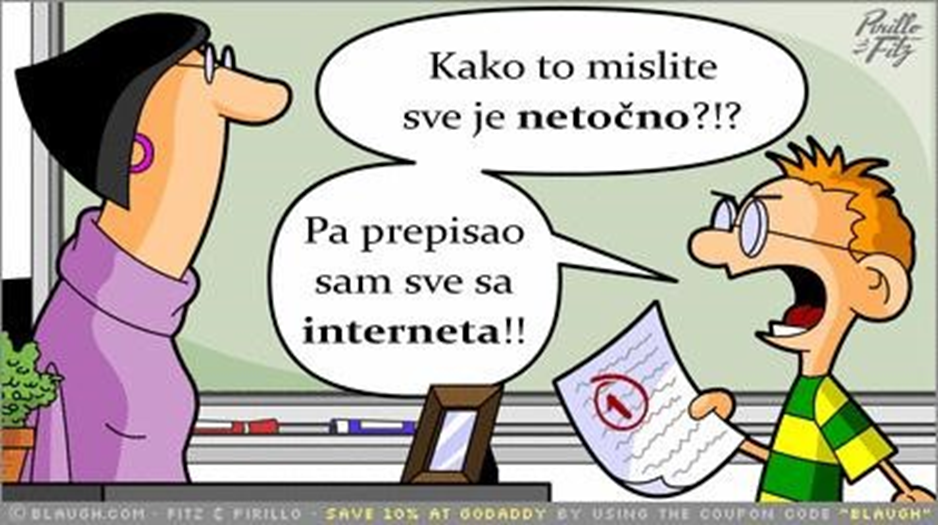 Pirillo
& Fitz
Kako to mislite
sve je netočno?!?
Pa prepisao
sam sve sa
interneta!!
1
© BLAUGH.COM - FITZ & PIRILLO - SAVE 10% AT GODADDY BY USING THE COUPON CODE "BLAUGH"